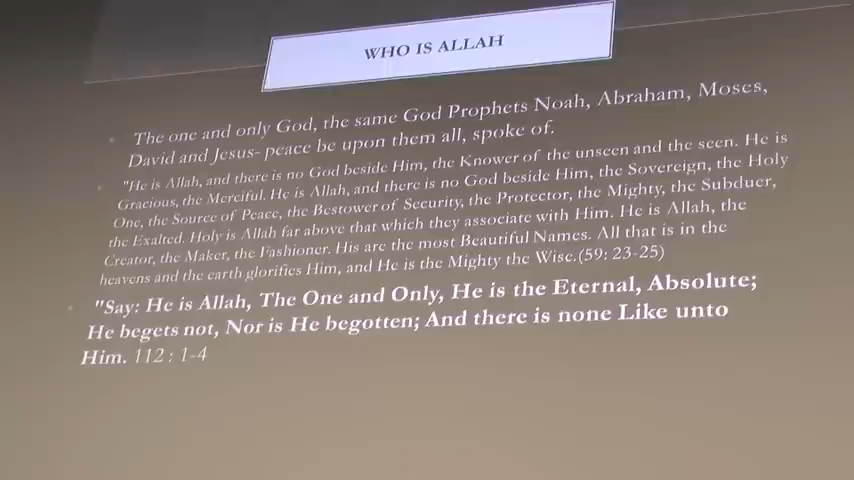 WHO IS ALLAH
The one and only God, the same God Prophets Noah, Abraham, Moses,
David and Jesus- peace be upon them all, spoke of.
"He is Allah, and there is no God beside Him, the Knower of the unseen and the seen. He is
Gracious, the Merciful. He is Allah, and there is no God beside Him, the Sovereign, the Holy
One, the Source of Peace, the Bestower of Security, the Protector, the Mighty, the Subduer,
the Exalted. Holy is Allah far above that which they associate with Him. He is Allah, the
Creator, the Maker, the Fashioner. His are the most Beautiful Names. All that is in the
heavens and the earth glorifies Him, and He is the Mighty the Wise.(59: 23-25)
"Say: He is Allah, The One and Only, He is the Eternal, Absolute;
He begets not, Nor is He begotten; And there is none Like unto
Him. 112 : 1-4